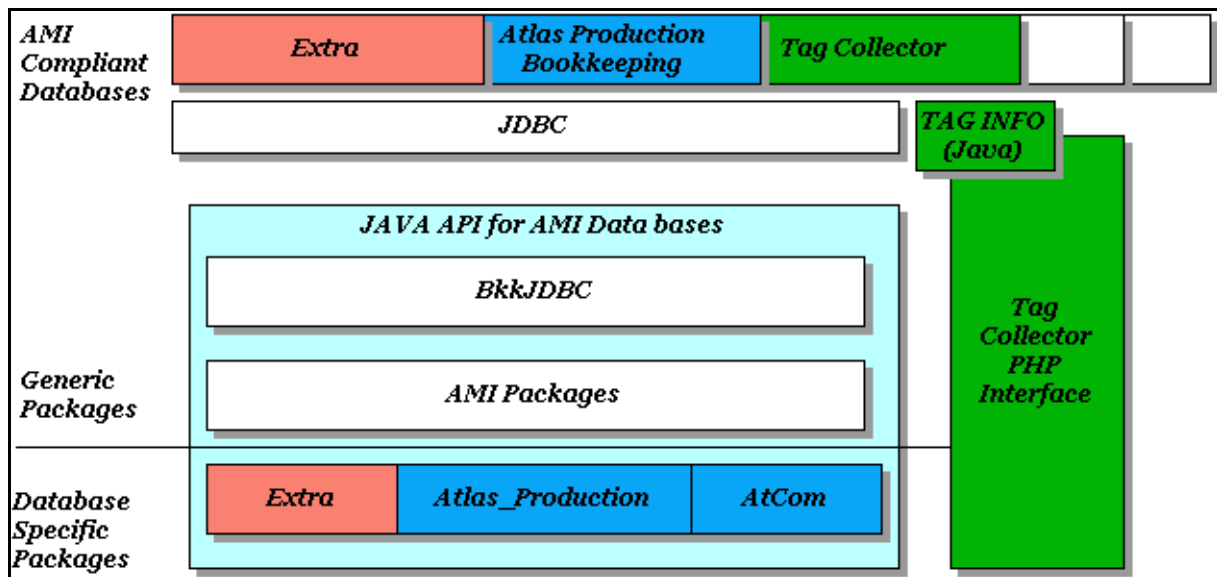 AMI
Compliant
Databases
Extra
Atlas Production
Bookkeeping
Tag Collector
JDBC
TAG INFO
(Java)
JAVA API for AMI Data bases
BkkJDBC
Tag
Collector
PHP
Interface
Generic
Packages
AMI Packages
Database
Specific
Packages
Extra
Atlas_Production
AtCom